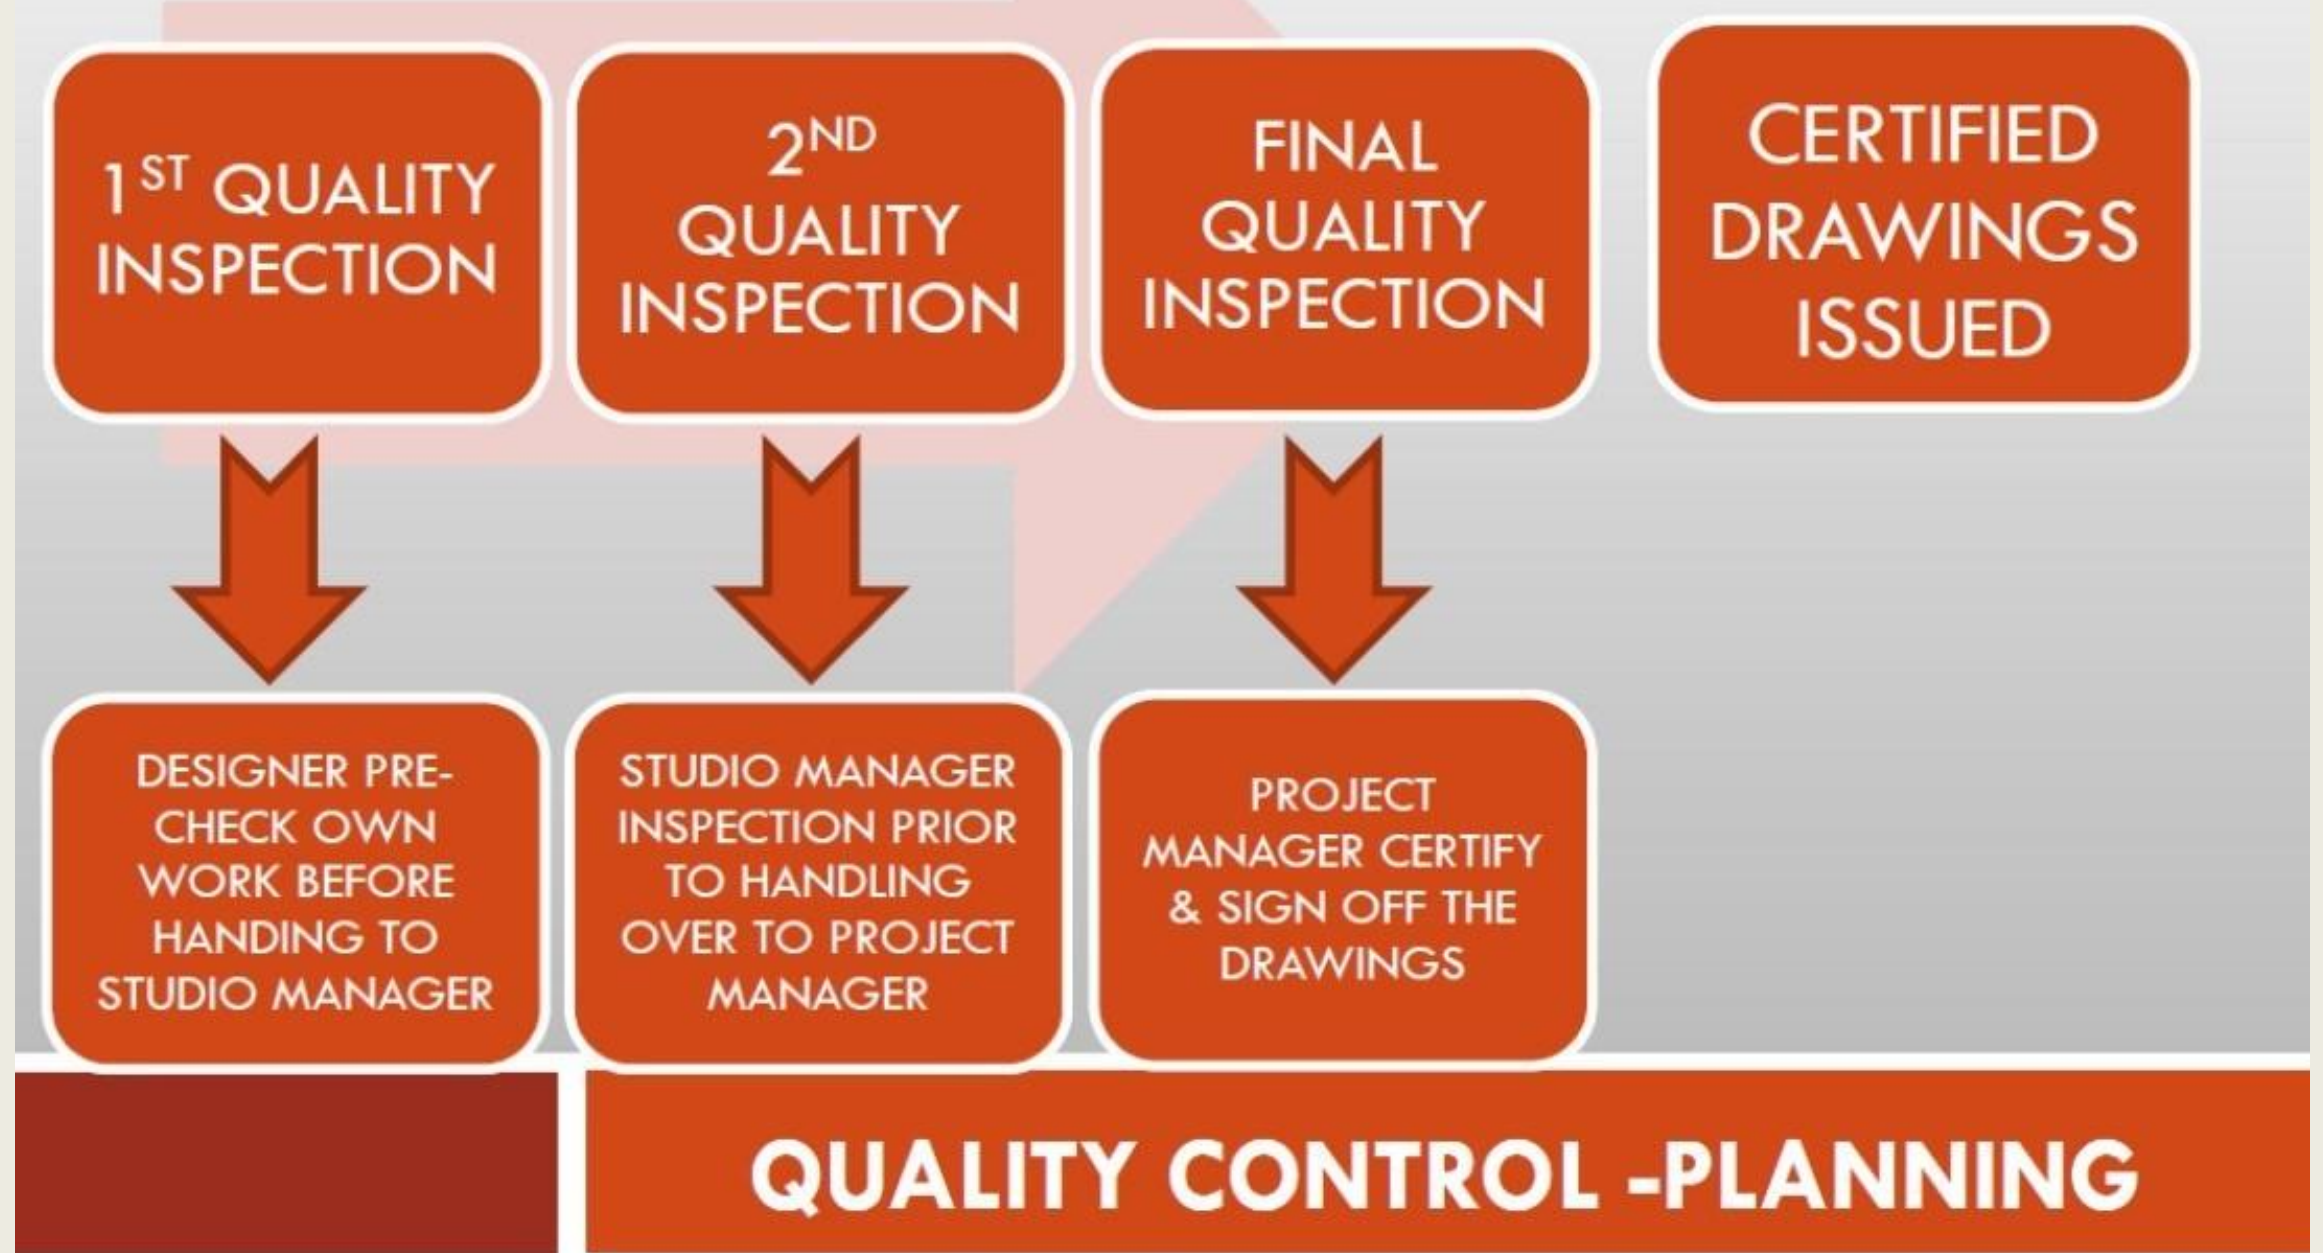 1ST QUALITY
INSPECTION
2ND
QUALITY
INSPECTION
FINAL
QUALITY
INSPECTION
CERTIFIED
DRAWINGS
ISSUED
DESIGNER PRE-
CHECK OWN
WORK BEFORE
HANDING TO
STUDIO MANAGER
STUDIO MANAGER
INSPECTION PRIOR
TO HANDLING
OVER TO PROJECT
MANAGER
PROJECT
MANAGER CERTIFY
& SIGN OFF THE
DRAWINGS
QUALITY CONTROL -PLANNING